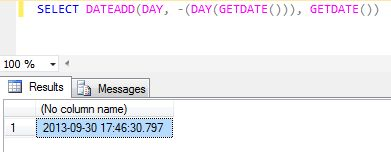 SELECT DATEADD(DAY, -(DAY(GETDATE())), GETDATE())
100 %
Results Messages
(No column name)
1 2013-09-30 17:46:30.797